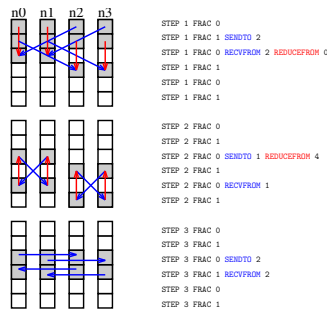 n0 n1 n2 n3
STEP 1 FRAC 0
STEP 1 FRAC 1 SENDTO 2
STEP 1 FRAC 0 RECVFROM 2 REDUCEFROM 0
STEP 1 FRAC 1
STEP 1 FRAC 0
STEP 1 FRAC 1
STEP 2 FRAC 0
STEP 2 FRAC 1
STEP 2 FRAC 0 SENDTO 1 REDUCEFROM 4
STEP 2 FRAC 1
STEP 2 FRAC 0 RECVFROM 1
STEP 2 FRAC 1
STEP 3 FRAC 0
STEP 3 FRAC 1
STEP 3 FRAC 0 SENDTO 2
STEP 3 FRAC 1 RECVFROM 2
STEP 3 FRAC 0
STEP 3 FRAC 1